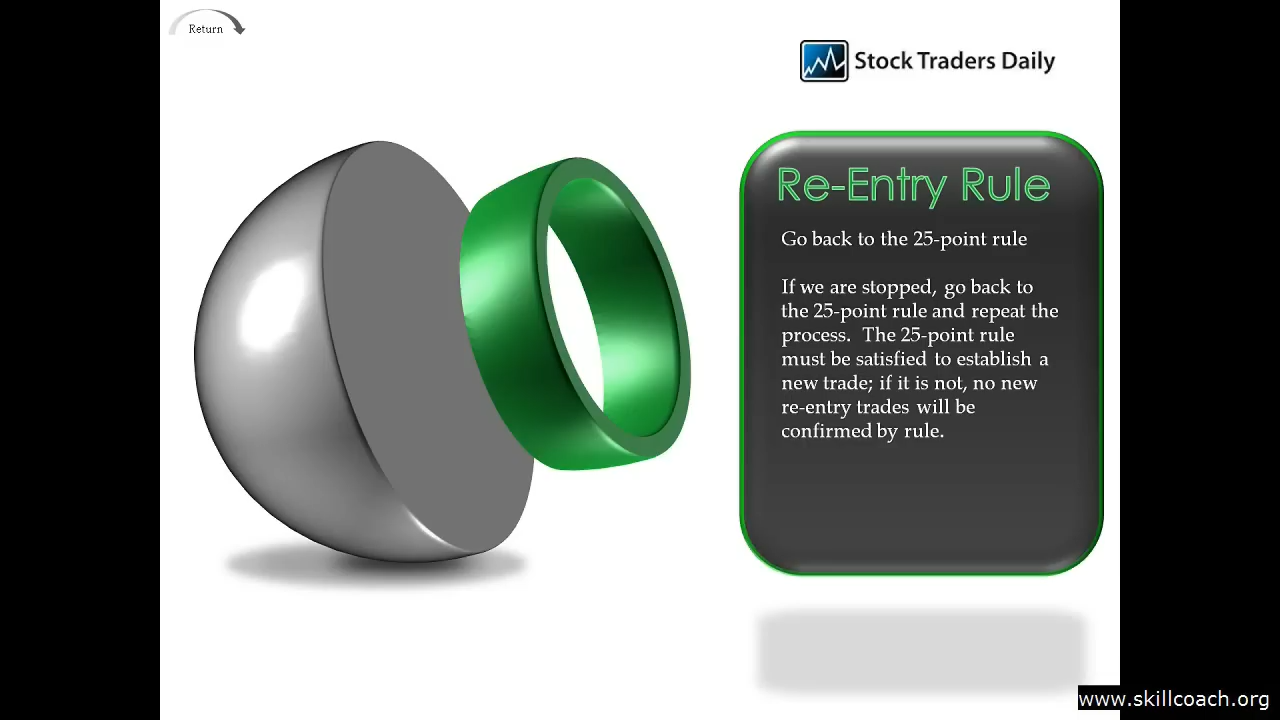 Return
Stock Traders Daily
Re-Entry Rule
Go back to the 25-point rule
If we are stopped, go back to
the 25-point rule and repeat the
process. The 25-point rule
must be satisfied to establish a
new trade; if it is not, no new
re-entry trades will be
confirmed by rule.
www.skillcoach.org